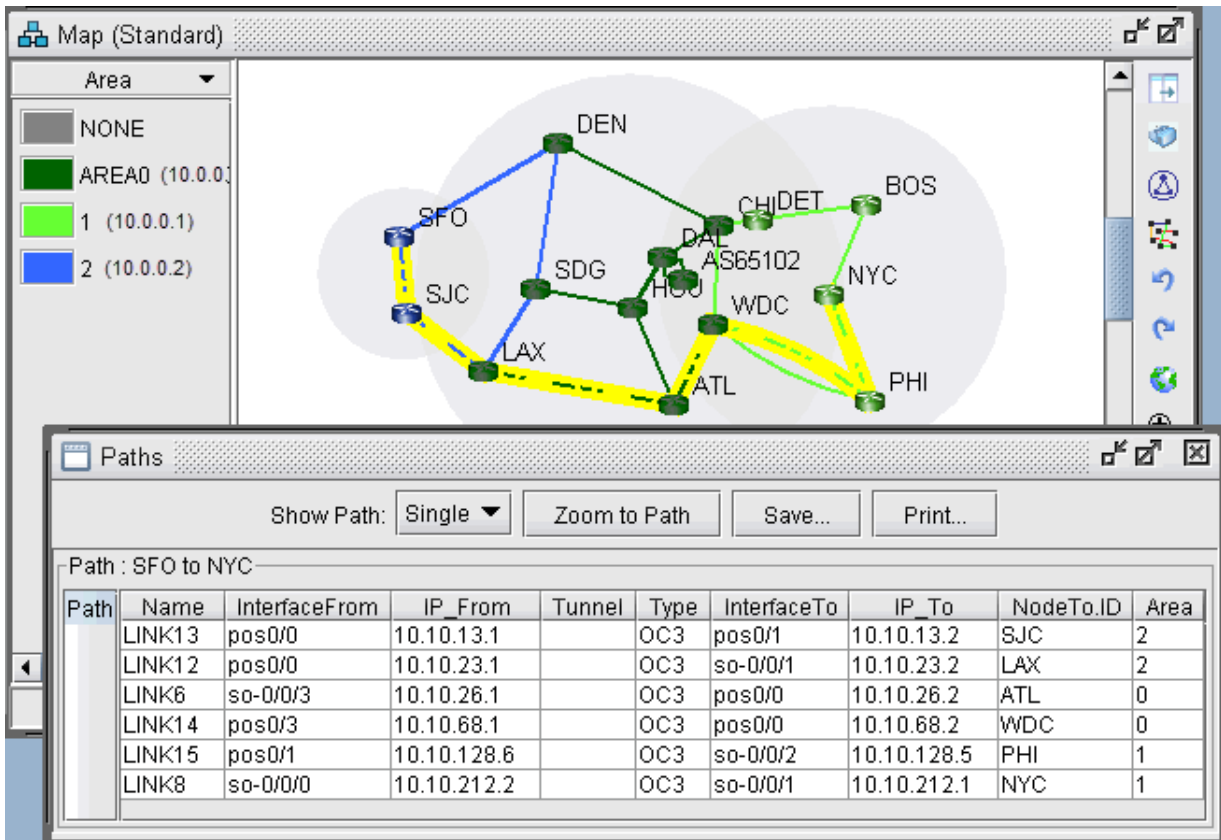 Map (Standard)
Area
NONE
AREA0 (10.0.0.
1 (10.0.0.1)
2 (10.0.0.2)
DEN
SFO
CHI
DET
BOS
DAL
AS65102
SDG
HOU
NYC
SJC
WDC
LAX
ATL
PHI
Paths
Show Path: Single Zoom to Path Save... Print...
Path : SFO to NYC
Path Name InterfaceFrom IP_From Tunnel Type InterfaceTo IP_To NodeTo.ID Area
LINK13 pos0/0 10.10.13.1 OC3 pos0/1 10.10.13.2 SJC 2
LINK12 pos0/0 10.10.23.1 OC3 so-0/0/1 10.10.23.2 LAX 2
LINK6 so-0/0/3 10.10.26.1 OC3 pos0/0 10.10.26.2 ATL 0
LINK14 pos0/3 10.10.68.1 OC3 pos0/0 10.10.68.2 WDC 0
LINK15 pos0/1 10.10.128.6 OC3 so-0/0/2 10.10.128.5 PHI 1
LINK8 so-0/0/0 10.10.212.2 OC3 so-0/0/1 10.10.212.1 NYC 1